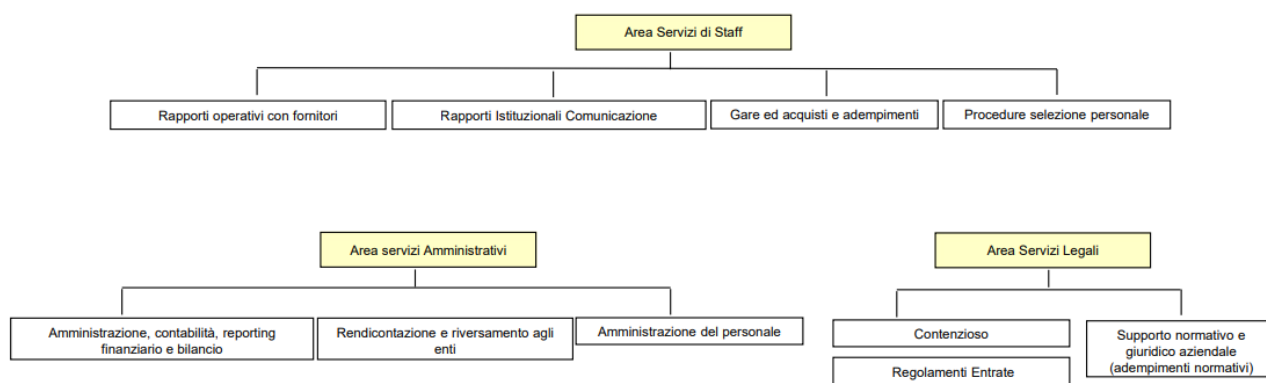 Area Servizi di Staff
Rapporti operativi con fornitori
Rapporti Istituzionali Comunicazione
Gare ed acquisti e adempimenti
Procedure selezione personale
Area servizi Amministrativi
Amministrazione, contabilità, reporting
finanziario e bilancio
Rendicontazione e riversamento agli
enti
Amministrazione del personale
Area Servizi Legali
Contenzioso
Regolamenti Entrate
Supporto normativo e
giuridico aziendale
(adempimenti normativi)